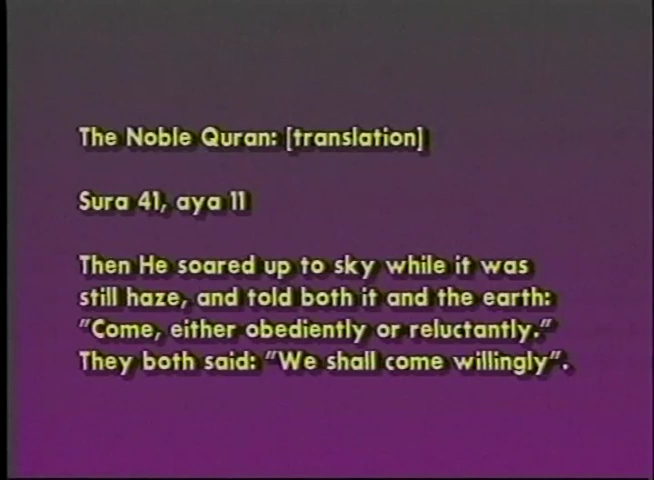 The Noble Quran: [translation]
Sura 41, aya 11
Then He soared up to sky while it was
still haze, and told both it and the earth:
"Come, either obediently or reluctantly."
They both said: "We shall come willingly".